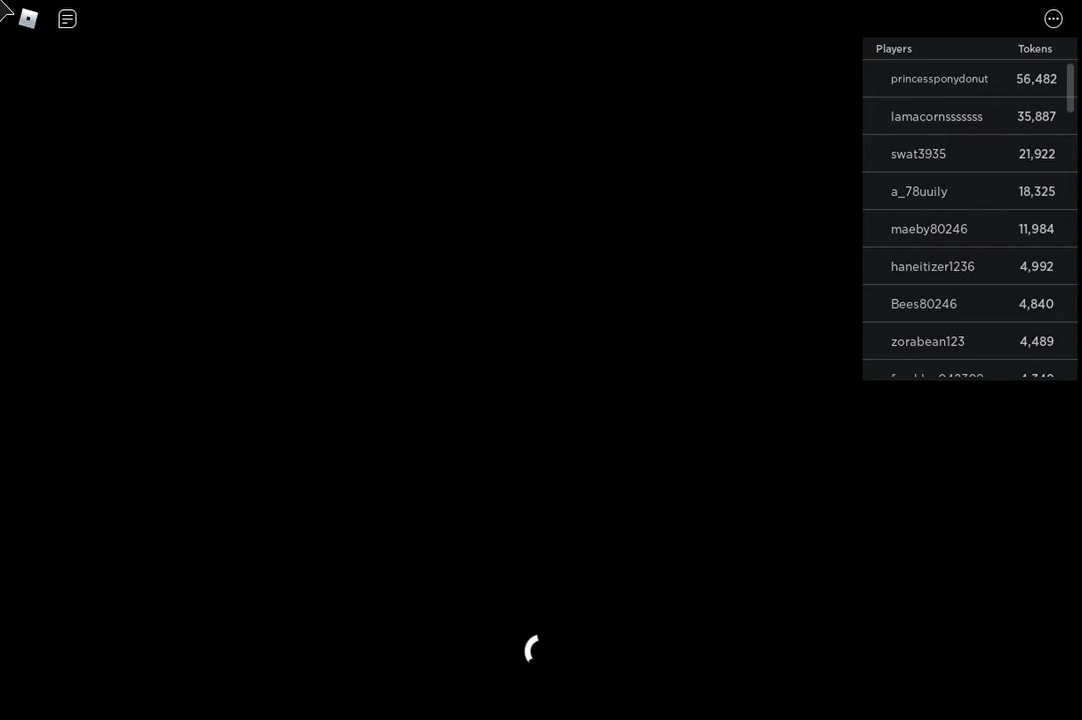 Players Tokens
princessponydonut 56,482
lamacornsssssss 35,887
swat3935 21,922
a_78uuily 18,325
maeby80246 11,984
haneitizer1236 4,992
Bees80246 4,840
zorabean123 4,489